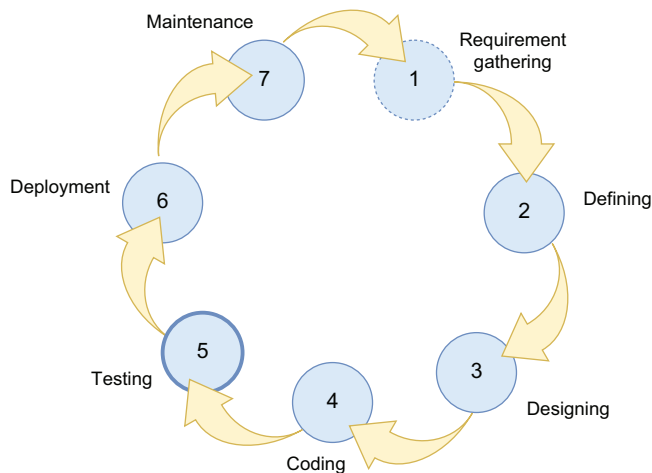 Maintenance
7
1
Requirement
gathering
2
Defining
3
Designing
4
Coding
5
Testing
6
Deployment